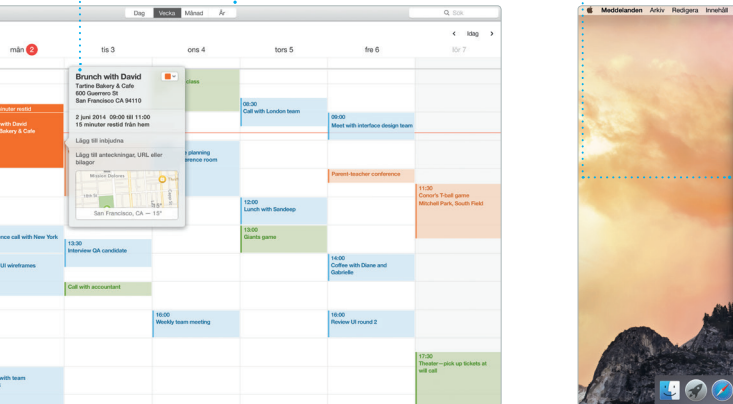 Dag Vecka Månad År
Sök
Idag
mån 2
tis 3
ons 4
tors 5
fre 6
lör 7
Brunch with David
Tartine Bakery & Cafe
600 Guerrero St
San Francisco CA 94110
2 juni 2014 09:00 till 11:00
15 minuter restid från hem
Lägg till inbjudna
Lägg till anteckningar, URL eller
bilagor
Mission Dolores
San Francisco, CA — 15°
minuter restid
with David
Bakery & Cafe
nce call with New York
UI wireframes
with team
13:30
Interview QA candidate
Call with accountant
class
planning
erence room
16:00
Weekly team meeting
09:30
Call with London team
12:00
Lunch with Sandeep
13:00
Giants game
09:00
Meet with interface design team
Parent-teacher conference
14:00
Coffee with Diane and
Gabrielle
16:00
Review UI round 2
11:30
Conor's T-ball game
Mitchell Park, South Field
17:30
Theater—pick up tickets at
will call
Meddelanden Arkiv Redigera Innehåll